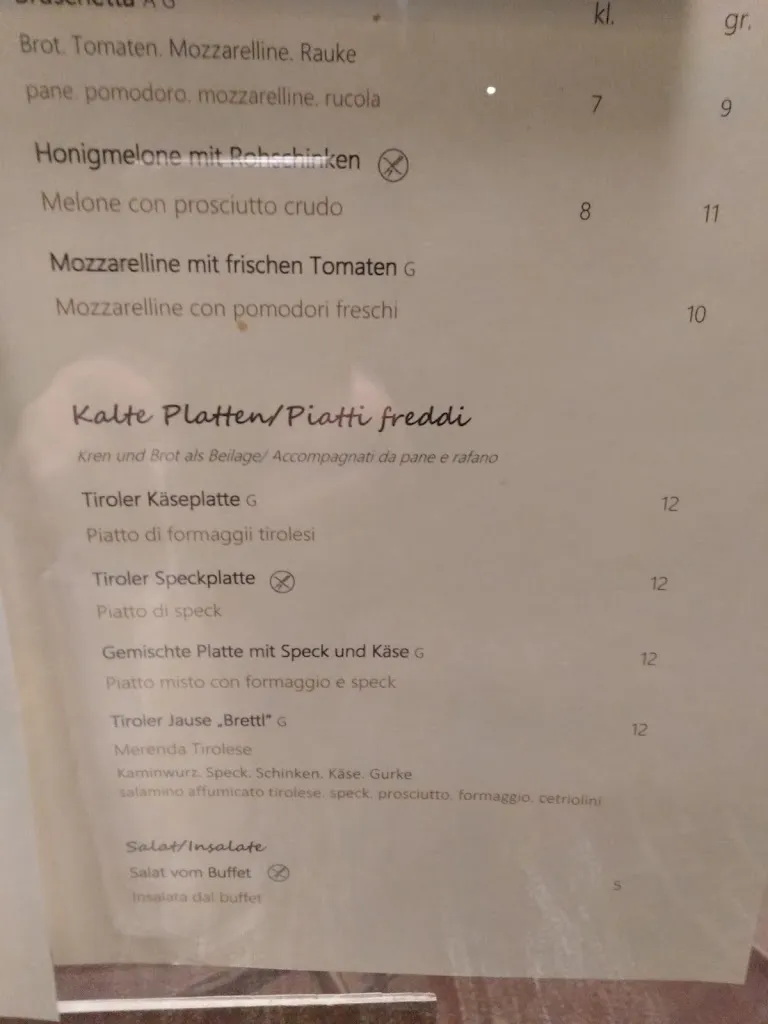 Bruschetta A G
kl. gr.
Brot. Tomaten. Mozzarelline. Rauke
pane. pomodoro. mozzarelline. rucola 7 9
Honigmelone mit Rohschinken
Melone con prosciutto crudo 8 11
Mozzarelline mit frischen Tomaten G
Mozzarelline con pomodori freschi 10
Kalte Platten/Piatti freddi
Kren und Brot als Beilage/ Accompagnati da pane e rafano
Tiroler Käseplatte G 12
Piatto di formaggii tirolesi
Tiroler Speckplatte 12
Piatto di speck
Gemischte Platte mit Speck und Käse G 12
Piatto misto con formaggio e speck
Tiroler Jause „Brettl" G 12
Merenda Tirolese
Kaminwurz. Speck. Schinken. Käse. Gurke
salamino affumicato tirolese. speck. prosciutto. formaggio. cetriolini
Salat/Insalate
Salat vom Buffet 5
Insalata dal buffet